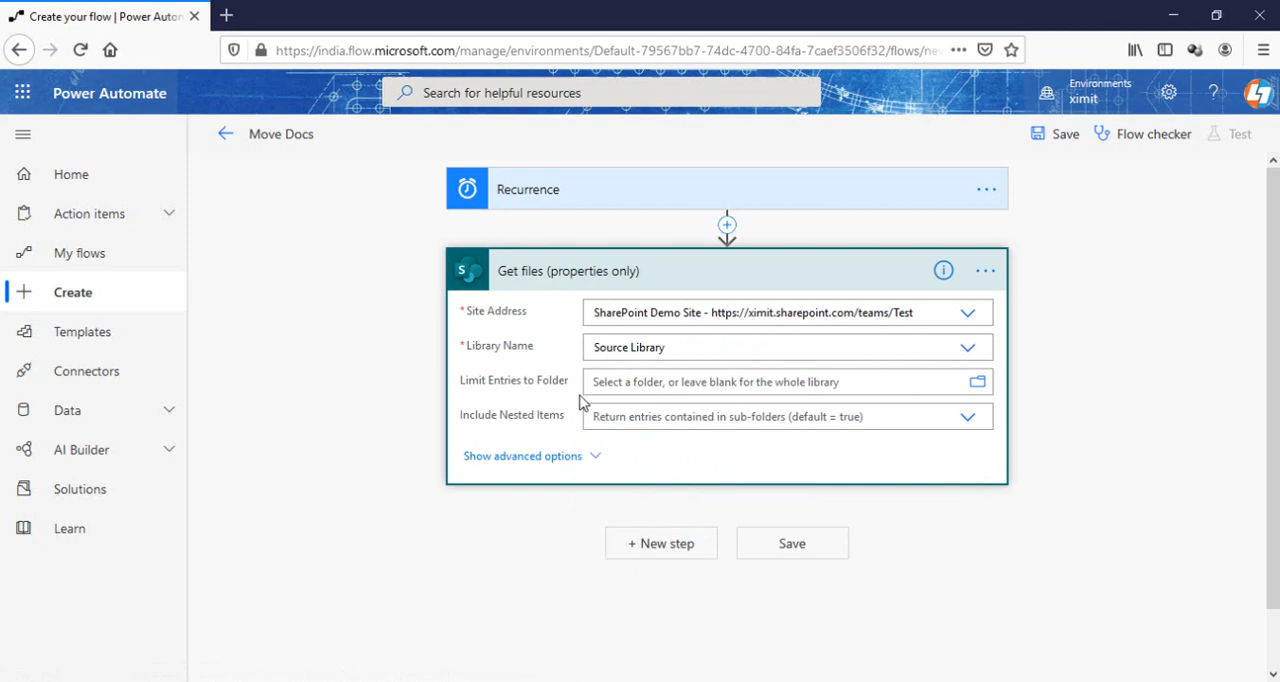 Create your flow | Power Autom
https://india.flow.microsoft.com/manage/environments/Default-79567bb7-74dc-4700-84fa-7caef3506f32/flows/ne
Power Automate
Search for helpful resources
Environments
ximit
Move Docs
Save
Flow checker
Test
Home
Action items
My flows
Create
Templates
Connectors
Data
AI Builder
Solutions
Learn
Recurrence
Get files (properties only)
* Site Address
SharePoint Demo Site - https://ximit.sharepoint.com/teams/Test
* Library Name
Source Library
Limit Entries to Folder
Select a folder, or leave blank for the whole library
Include Nested Items
Return entries contained in sub-folders (default = true)
Show advanced options
+ New step
Save